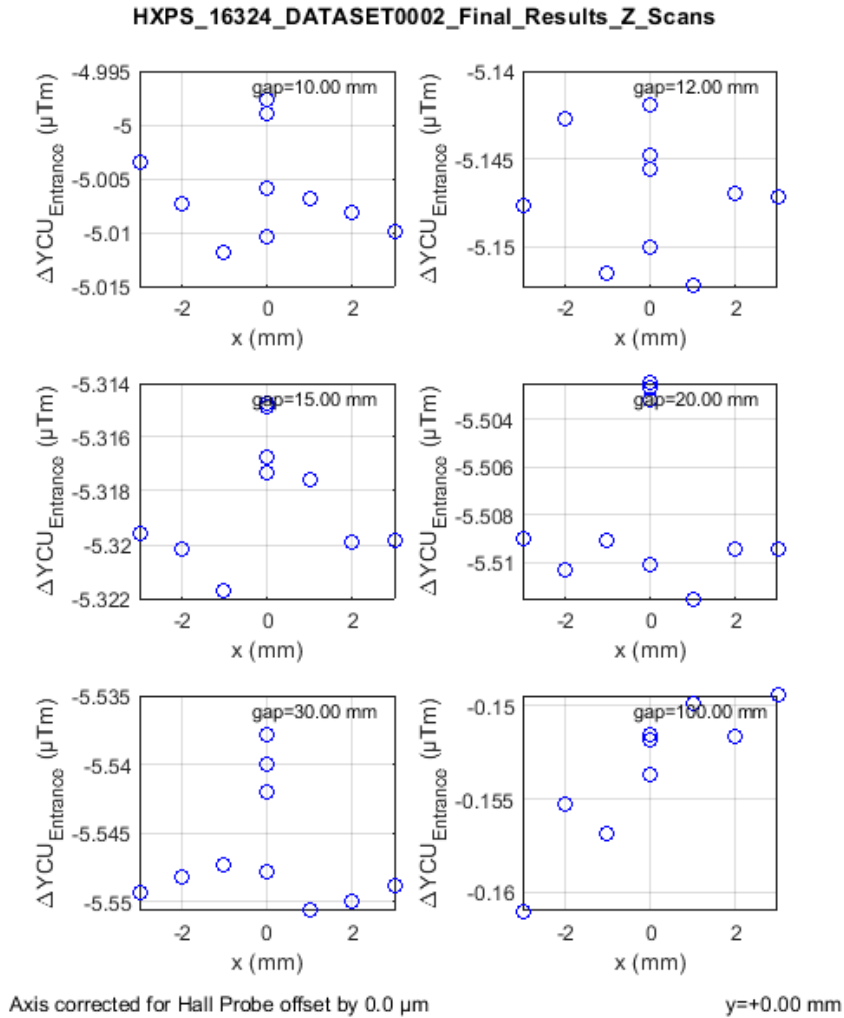 HXPS_16324_DATASET0002_Final_Results_Z_Scans
-4.995
-5
-5.005
-5.01
-5.015
ΔYCU_Entrance (µTm)
gap=10.00 mm
-2 0 2
x (mm)
-5.14
-5.145
-5.15
ΔYCU_Entrance (µTm)
gap=12.00 mm
-2 0 2
x (mm)
-5.314
-5.316
-5.318
-5.32
-5.322
ΔYCU_Entrance (µTm)
gap=15.00 mm
-2 0 2
x (mm)
-5.504
-5.506
-5.508
-5.51
ΔYCU_Entrance (µTm)
gap=20.00 mm
-2 0 2
x (mm)
-5.535
-5.54
-5.545
-5.55
ΔYCU_Entrance (µTm)
gap=30.00 mm
-2 0 2
x (mm)
-0.15
-0.155
-0.16
ΔYCU_Entrance (µTm)
gap=100.00 mm
-2 0 2
x (mm)
Axis corrected for Hall Probe offset by 0.0 µm
y=+0.00 mm